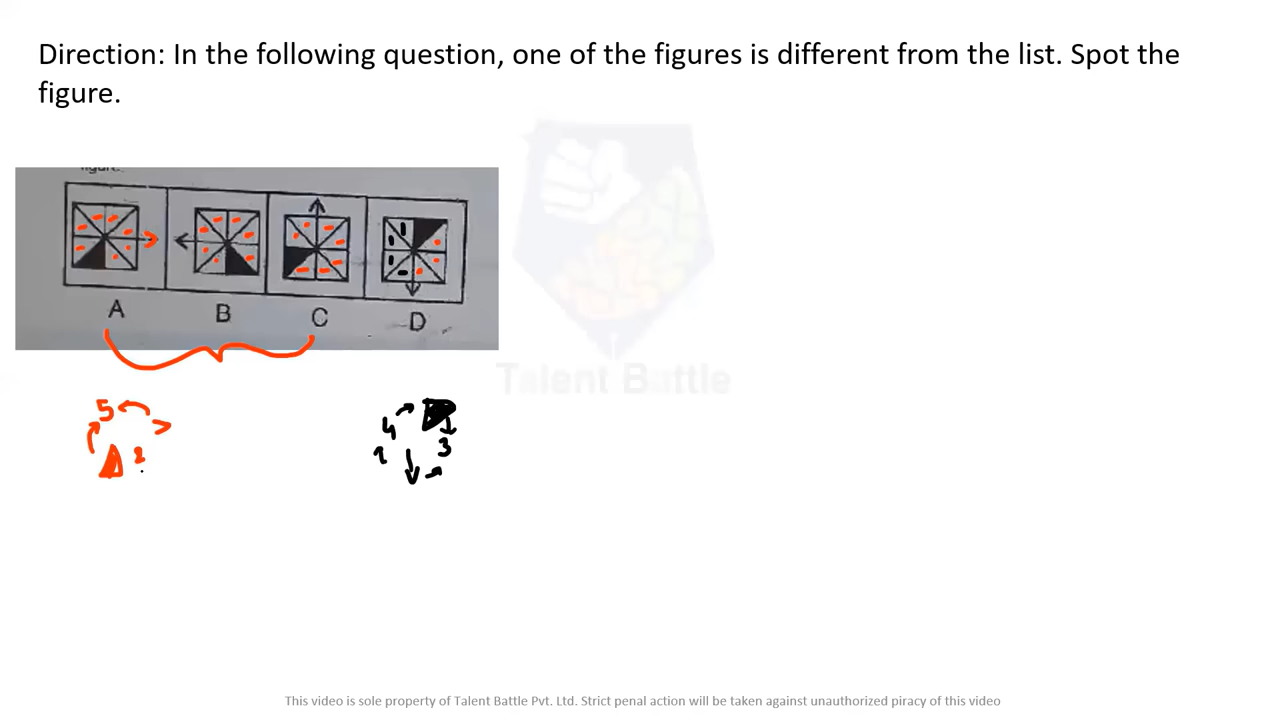 Direction: In the following question, one of the figures is different from the list. Spot the
figure.
figure.
A B C D
5
2
4
3
Talent Battle
This video is sole property of Talent Battle Pvt. Ltd. Strict penal action will be taken against unauthorized piracy of this video